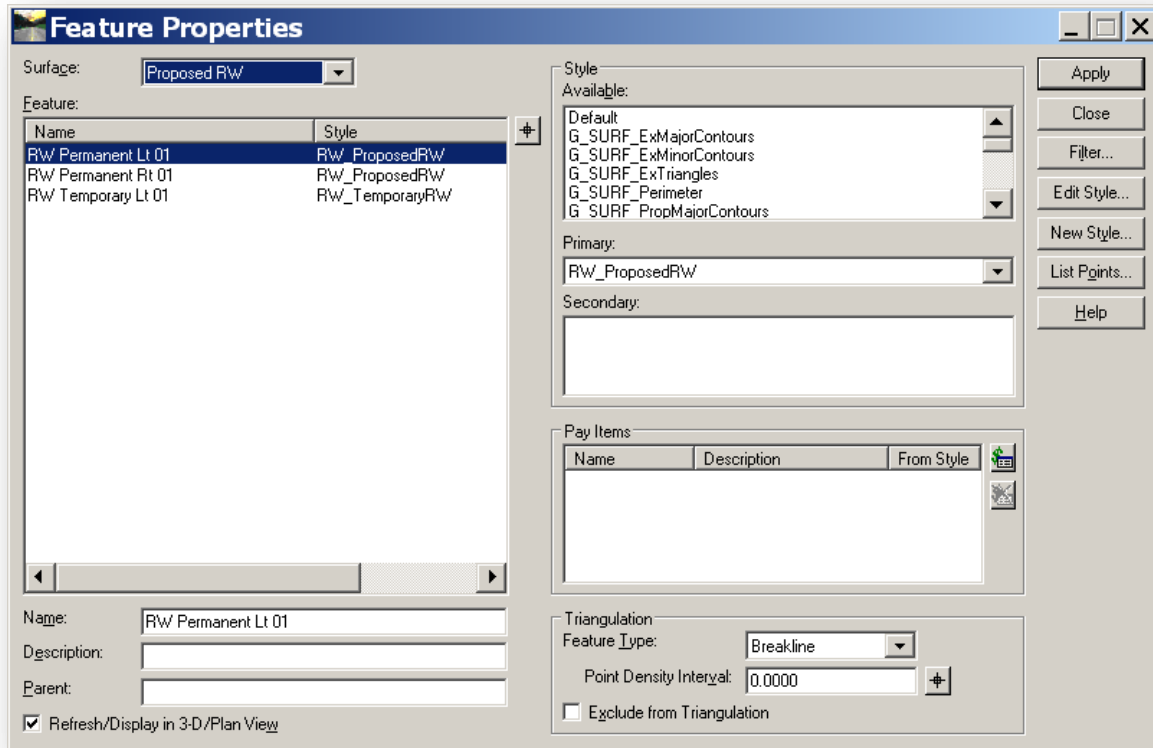 Feature Properties
Surface: Proposed RW
Feature:
Name Style
RW Permanent Lt 01 RW_ProposedRW
RW Permanent Rt 01 RW_ProposedRW
RW Temporary Lt 01 RW_TemporaryRW
Name: RW Permanent Lt 01
Description:
Parent:
Refresh/Display in 3-D/Plan View
Style
Available:
Default
G_SURF_ExMajorContours
G_SURF_ExMinorContours
G_SURF_ExTriangles
G_SURF_Perimeter
G_SURF_PropMajorContours
Primary:
RW_ProposedRW
Secondary:
Pay Items
Name Description From Style
Triangulation
Feature Type: Breakline
Point Density Interval: 0.0000
Exclude from Triangulation
Apply
Close
Filter...
Edit Style...
New Style...
List Points...
Help